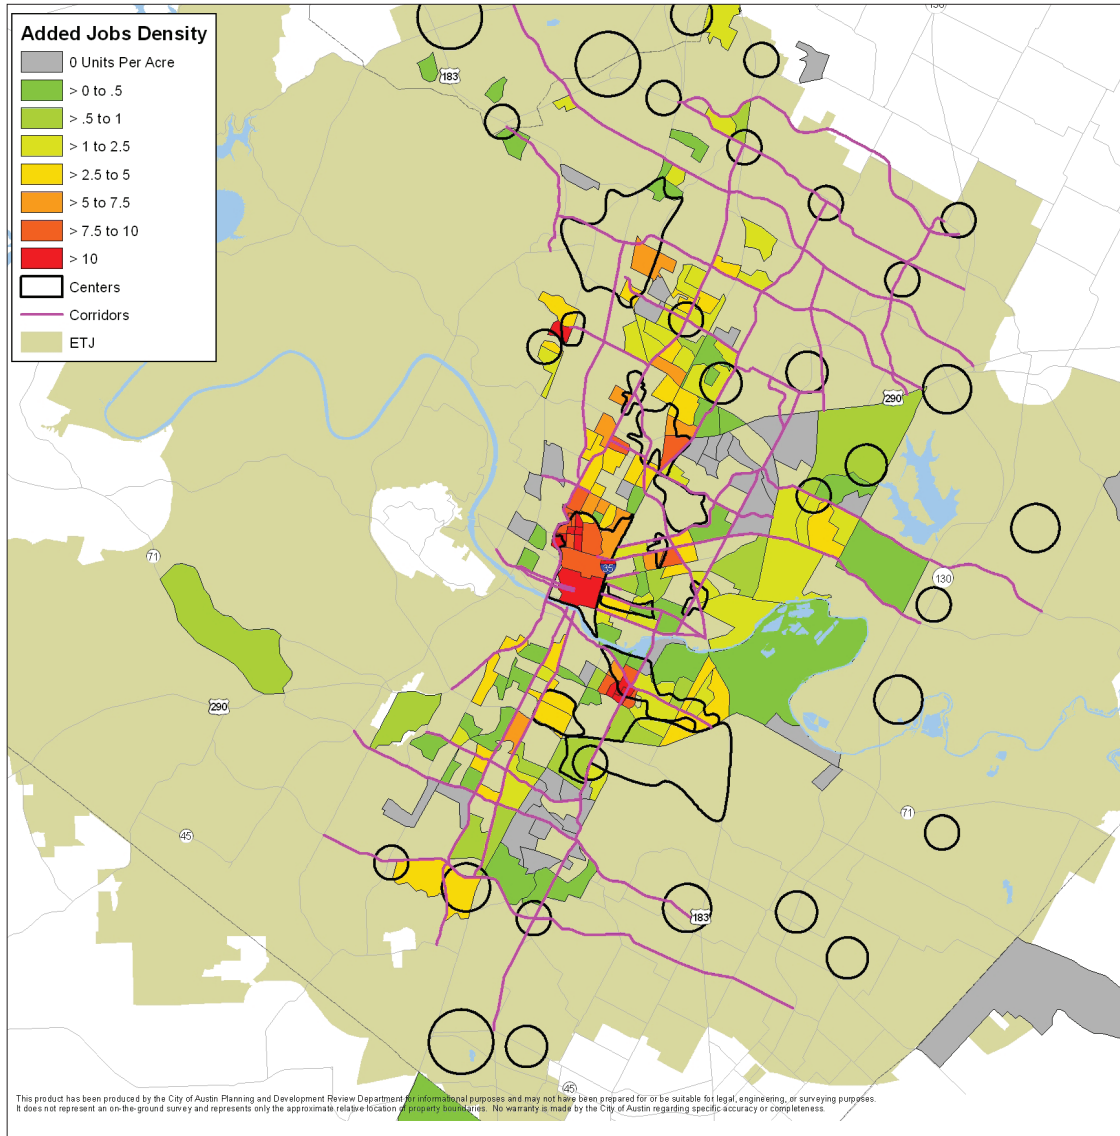 Added Jobs Density
0 Units Per Acre
> 0 to .5
> .5 to 1
> 1 to 2.5
> 2.5 to 5
> 5 to 7.5
> 7.5 to 10
> 10
Centers
Corridors
ETJ
130
183
290
71
35
130
290
71
45
183
45
This product has been produced by the City of Austin Planning and Development Review Department for informational purposes and may not have been prepared for or be suitable for legal, engineering, or surveying purposes.
It does not represent an on-the-ground survey and represents only the approximate relative location of property boundaries. No warranty is made by the City of Austin regarding specific accuracy or completeness.